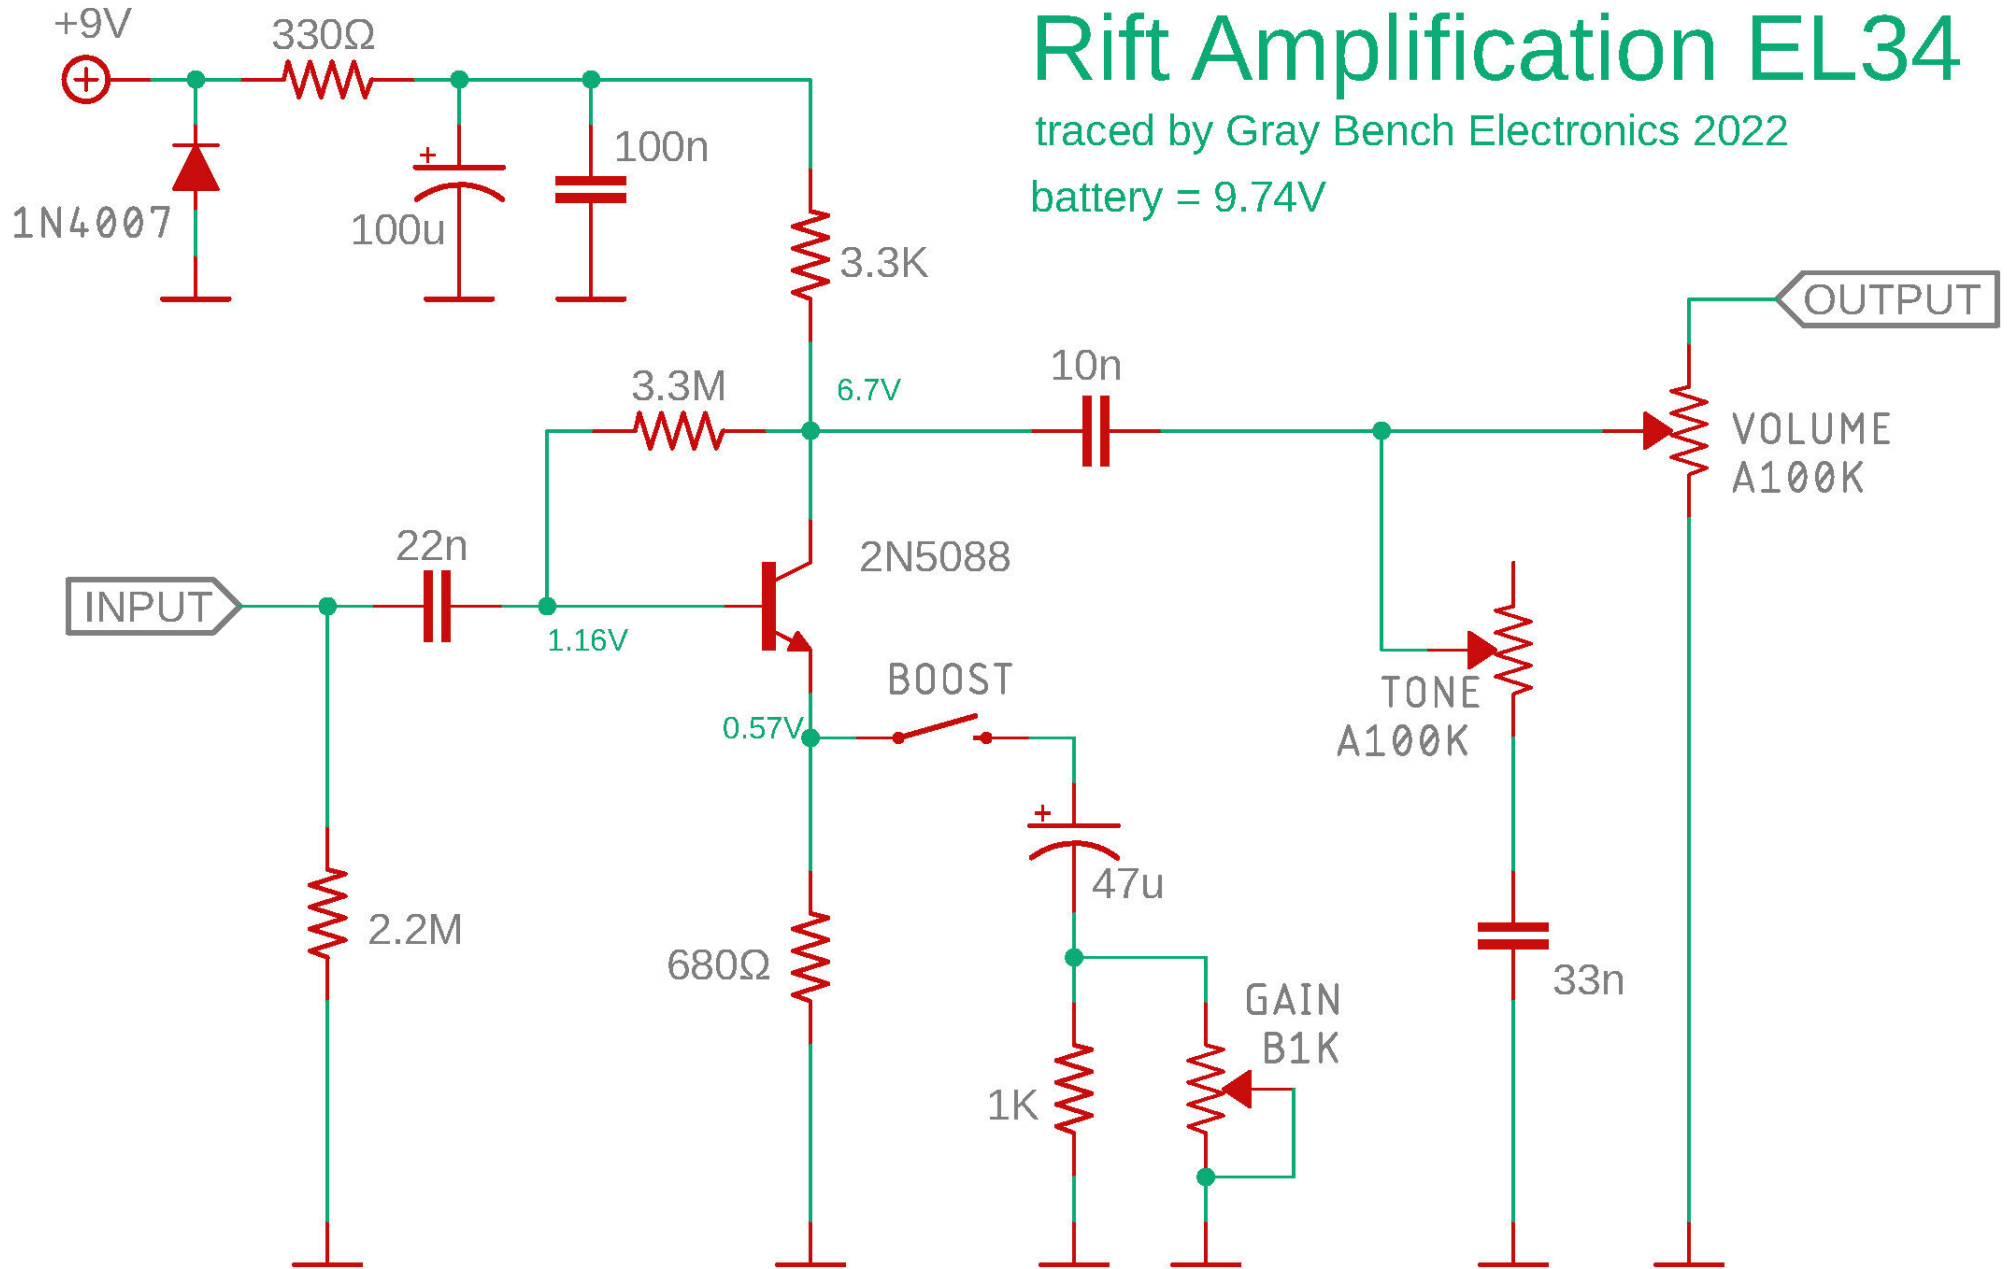 +9V
330Ω
Rift Amplification EL34
traced by Gray Bench Electronics 2022
battery = 9.74V
+
100n
1N4007
100u
3.3K
OUTPUT
3.3M
6.7V
10n
VOLUME
A100K
22n
2N5088
INPUT
1.16V
BOOST
0.57V
TONE
A100K
+
47u
2.2M
680Ω
33n
GAIN
B1K
1K